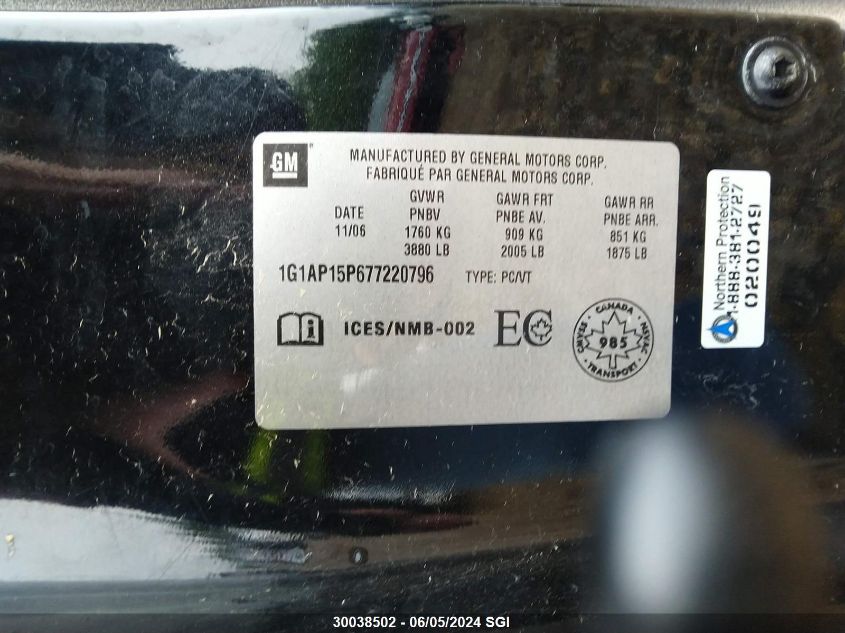 GM
MANUFACTURED BY GENERAL MOTORS CORP.
FABRIQUÉ PAR GENERAL MOTORS CORP.
GVWR GAWR FRT GAWR RR
DATE PNBV PNBE AV. PNBE ARR.
11/06 1760 KG 909 KG 851 KG
3880 LB 2005 LB 1875 LB
1G1AP15P677220796 TYPE: PC/VT
i ICES/NMB-002 EC
CANADA
CMVSS 985 NSVAC
TRANSPORT
Northern Protection
1-888-381-2727
020049
30038502 - 06/05/2024 SGI